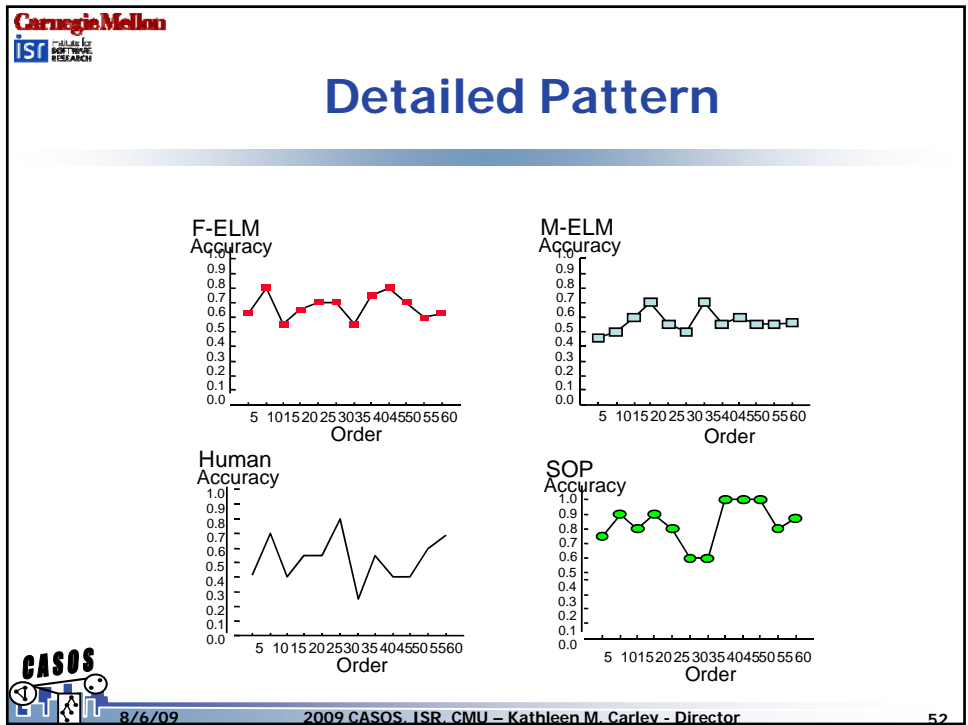 Carnegie Mellon
isr institute for
SOFTWARE
RESEARCH
Detailed Pattern
F-ELM
Accuracy
1.0
0.9
0.8
0.7
0.6
0.5
0.4
0.3
0.2
0.1
0.0
5 10 15 20 25 30 35 40 45 50 55 60
Order
M-ELM
Accuracy
1.0
0.9
0.8
0.7
0.6
0.5
0.4
0.3
0.2
0.1
0.0
5 10 15 20 25 30 35 40 45 50 55 60
Order
Human
Accuracy
1.0
0.9
0.8
0.7
0.6
0.5
0.4
0.3
0.2
0.1
0.0
5 10 15 20 25 30 35 40 45 50 55 60
Order
SOP
Accuracy
1.0
0.9
0.8
0.7
0.6
0.5
0.4
0.3
0.2
0.1
0.0
5 10 15 20 25 30 35 40 45 50 55 60
Order
CASOS
8/6/09 2009 CASOS, ISR, CMU – Kathleen M. Carley - Director 52